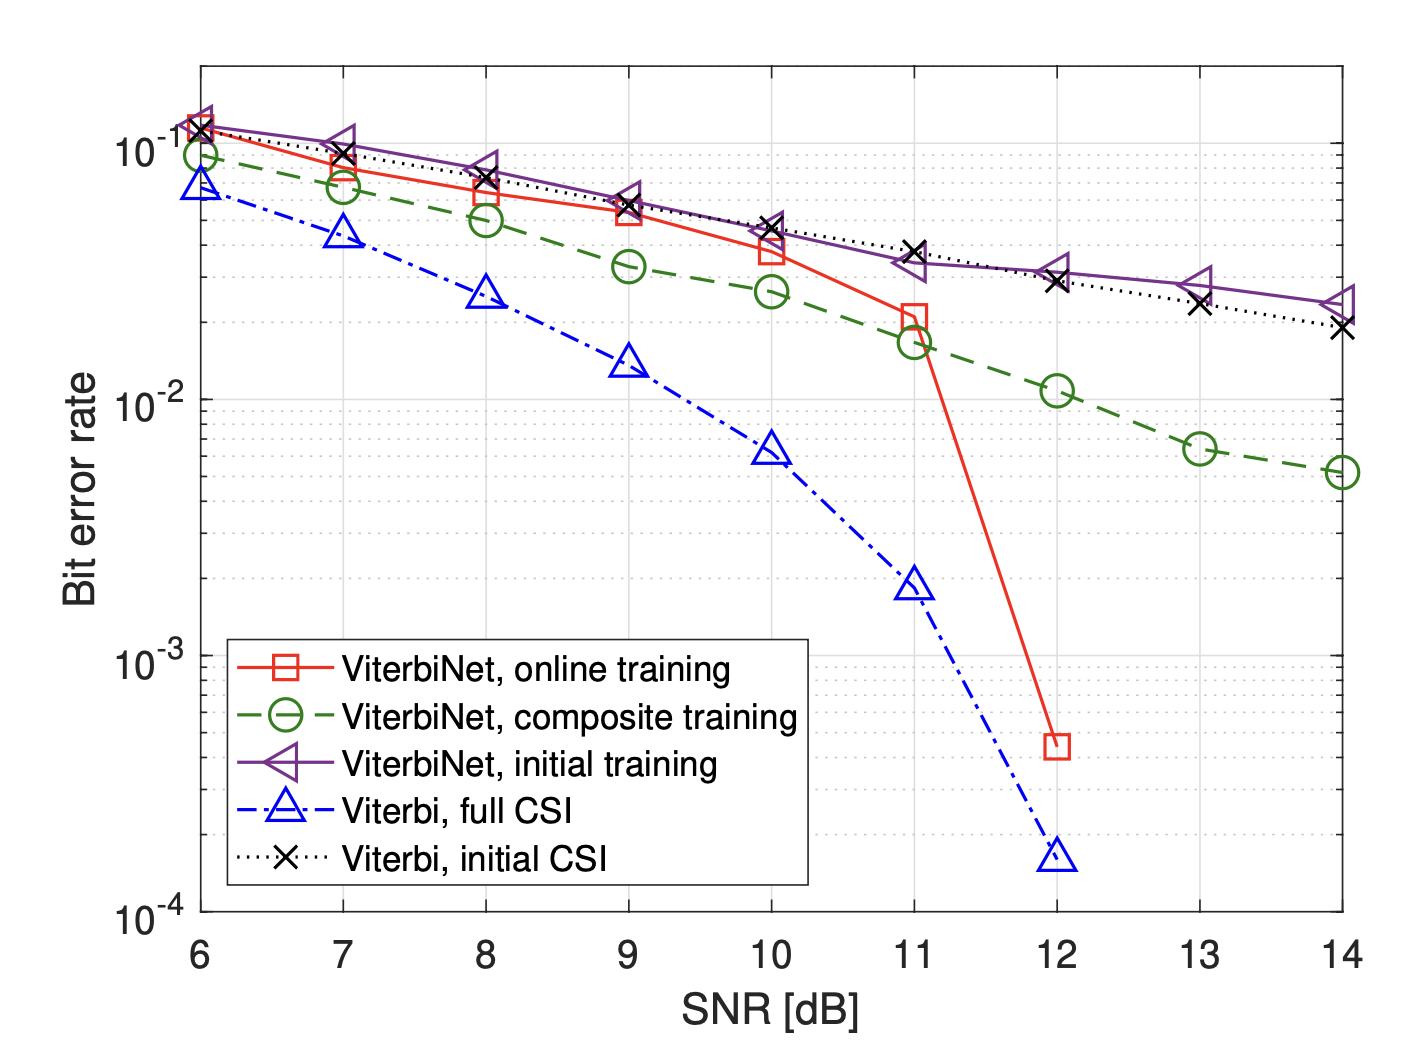 10^-1
10^-2
10^-3
10^-4
Bit error rate
ViterbiNet, online training
ViterbiNet, composite training
ViterbiNet, initial training
Viterbi, full CSI
Viterbi, initial CSI
6 7 8 9 10 11 12 13 14
SNR [dB]